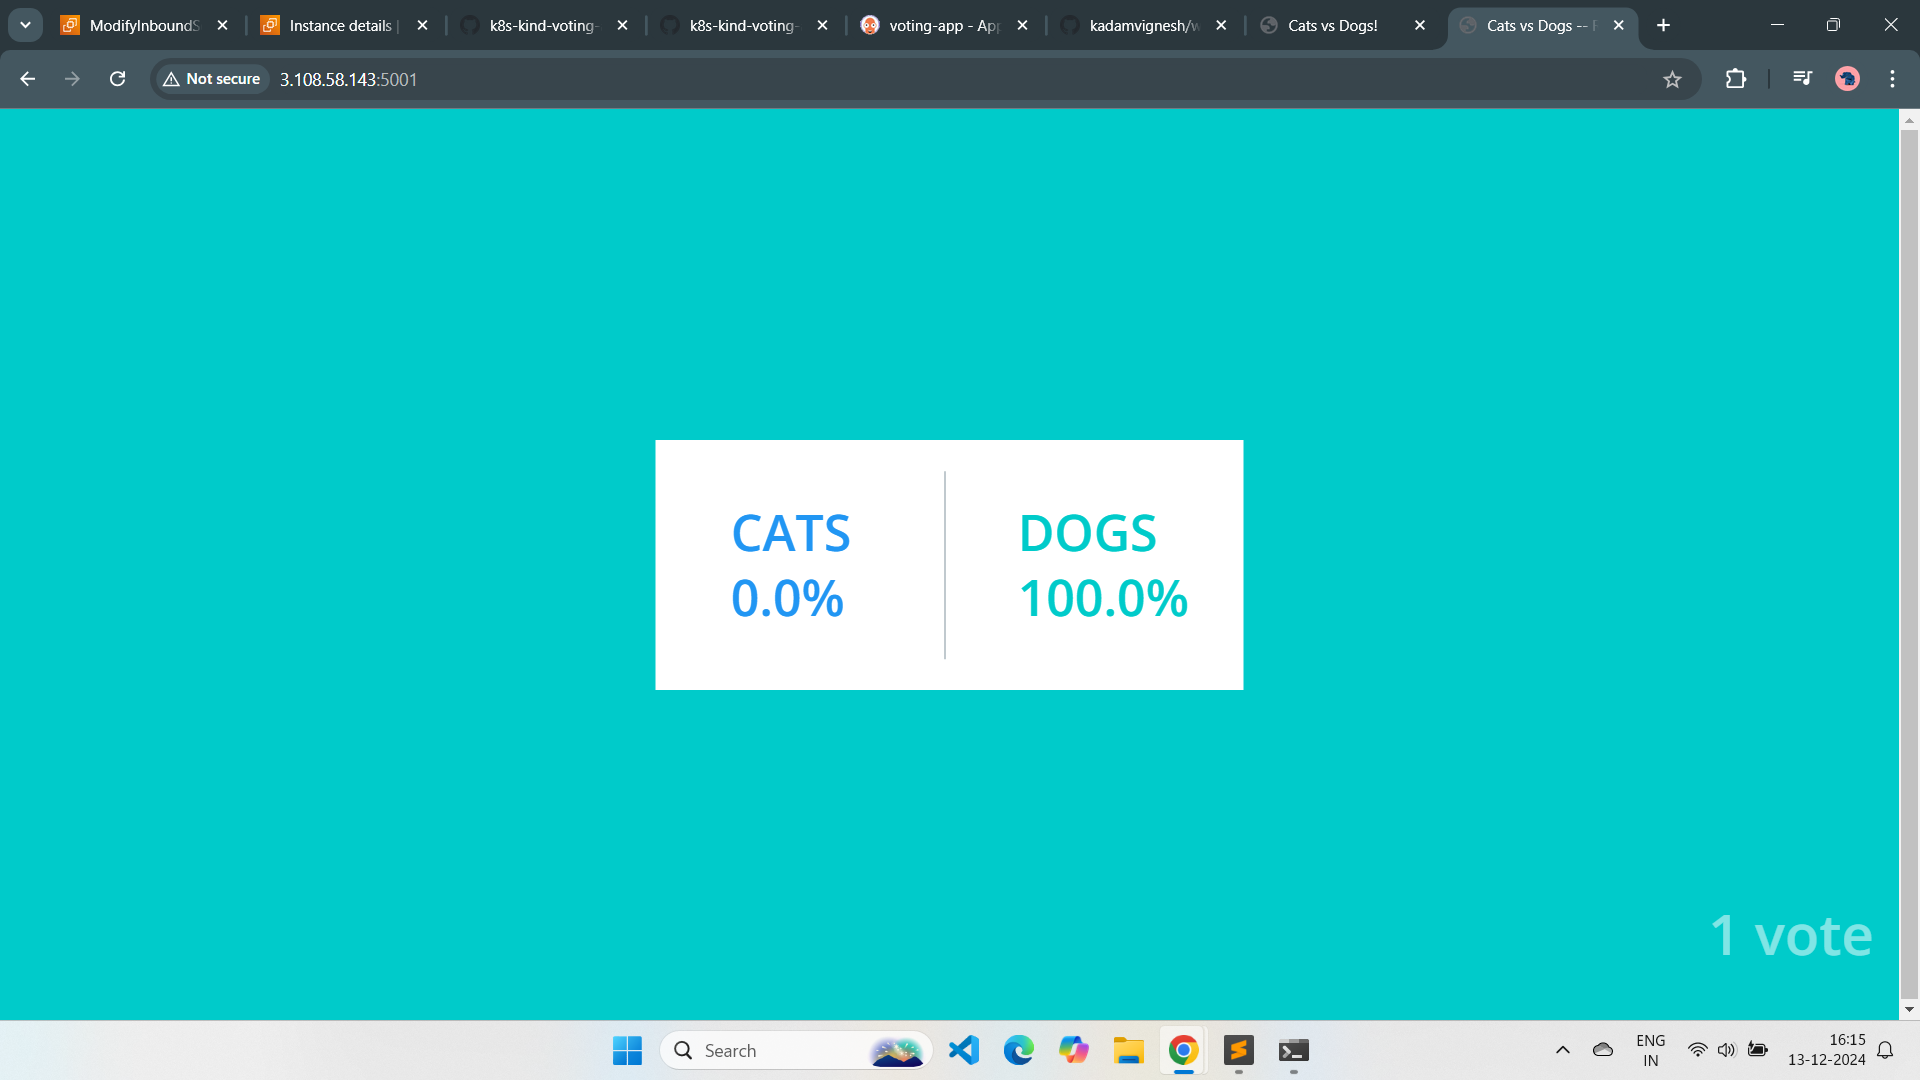 ModifyInboundS
Instance details |
k8s-kind-voting-
k8s-kind-voting-
voting-app - Ap
kadamvignesh/w
Cats vs Dogs!
Cats vs Dogs -- R
Not secure
3.108.58.143:5001
CATS
0.0%
DOGS
100.0%
1 vote
Search
ENG
IN
16:15
13-12-2024